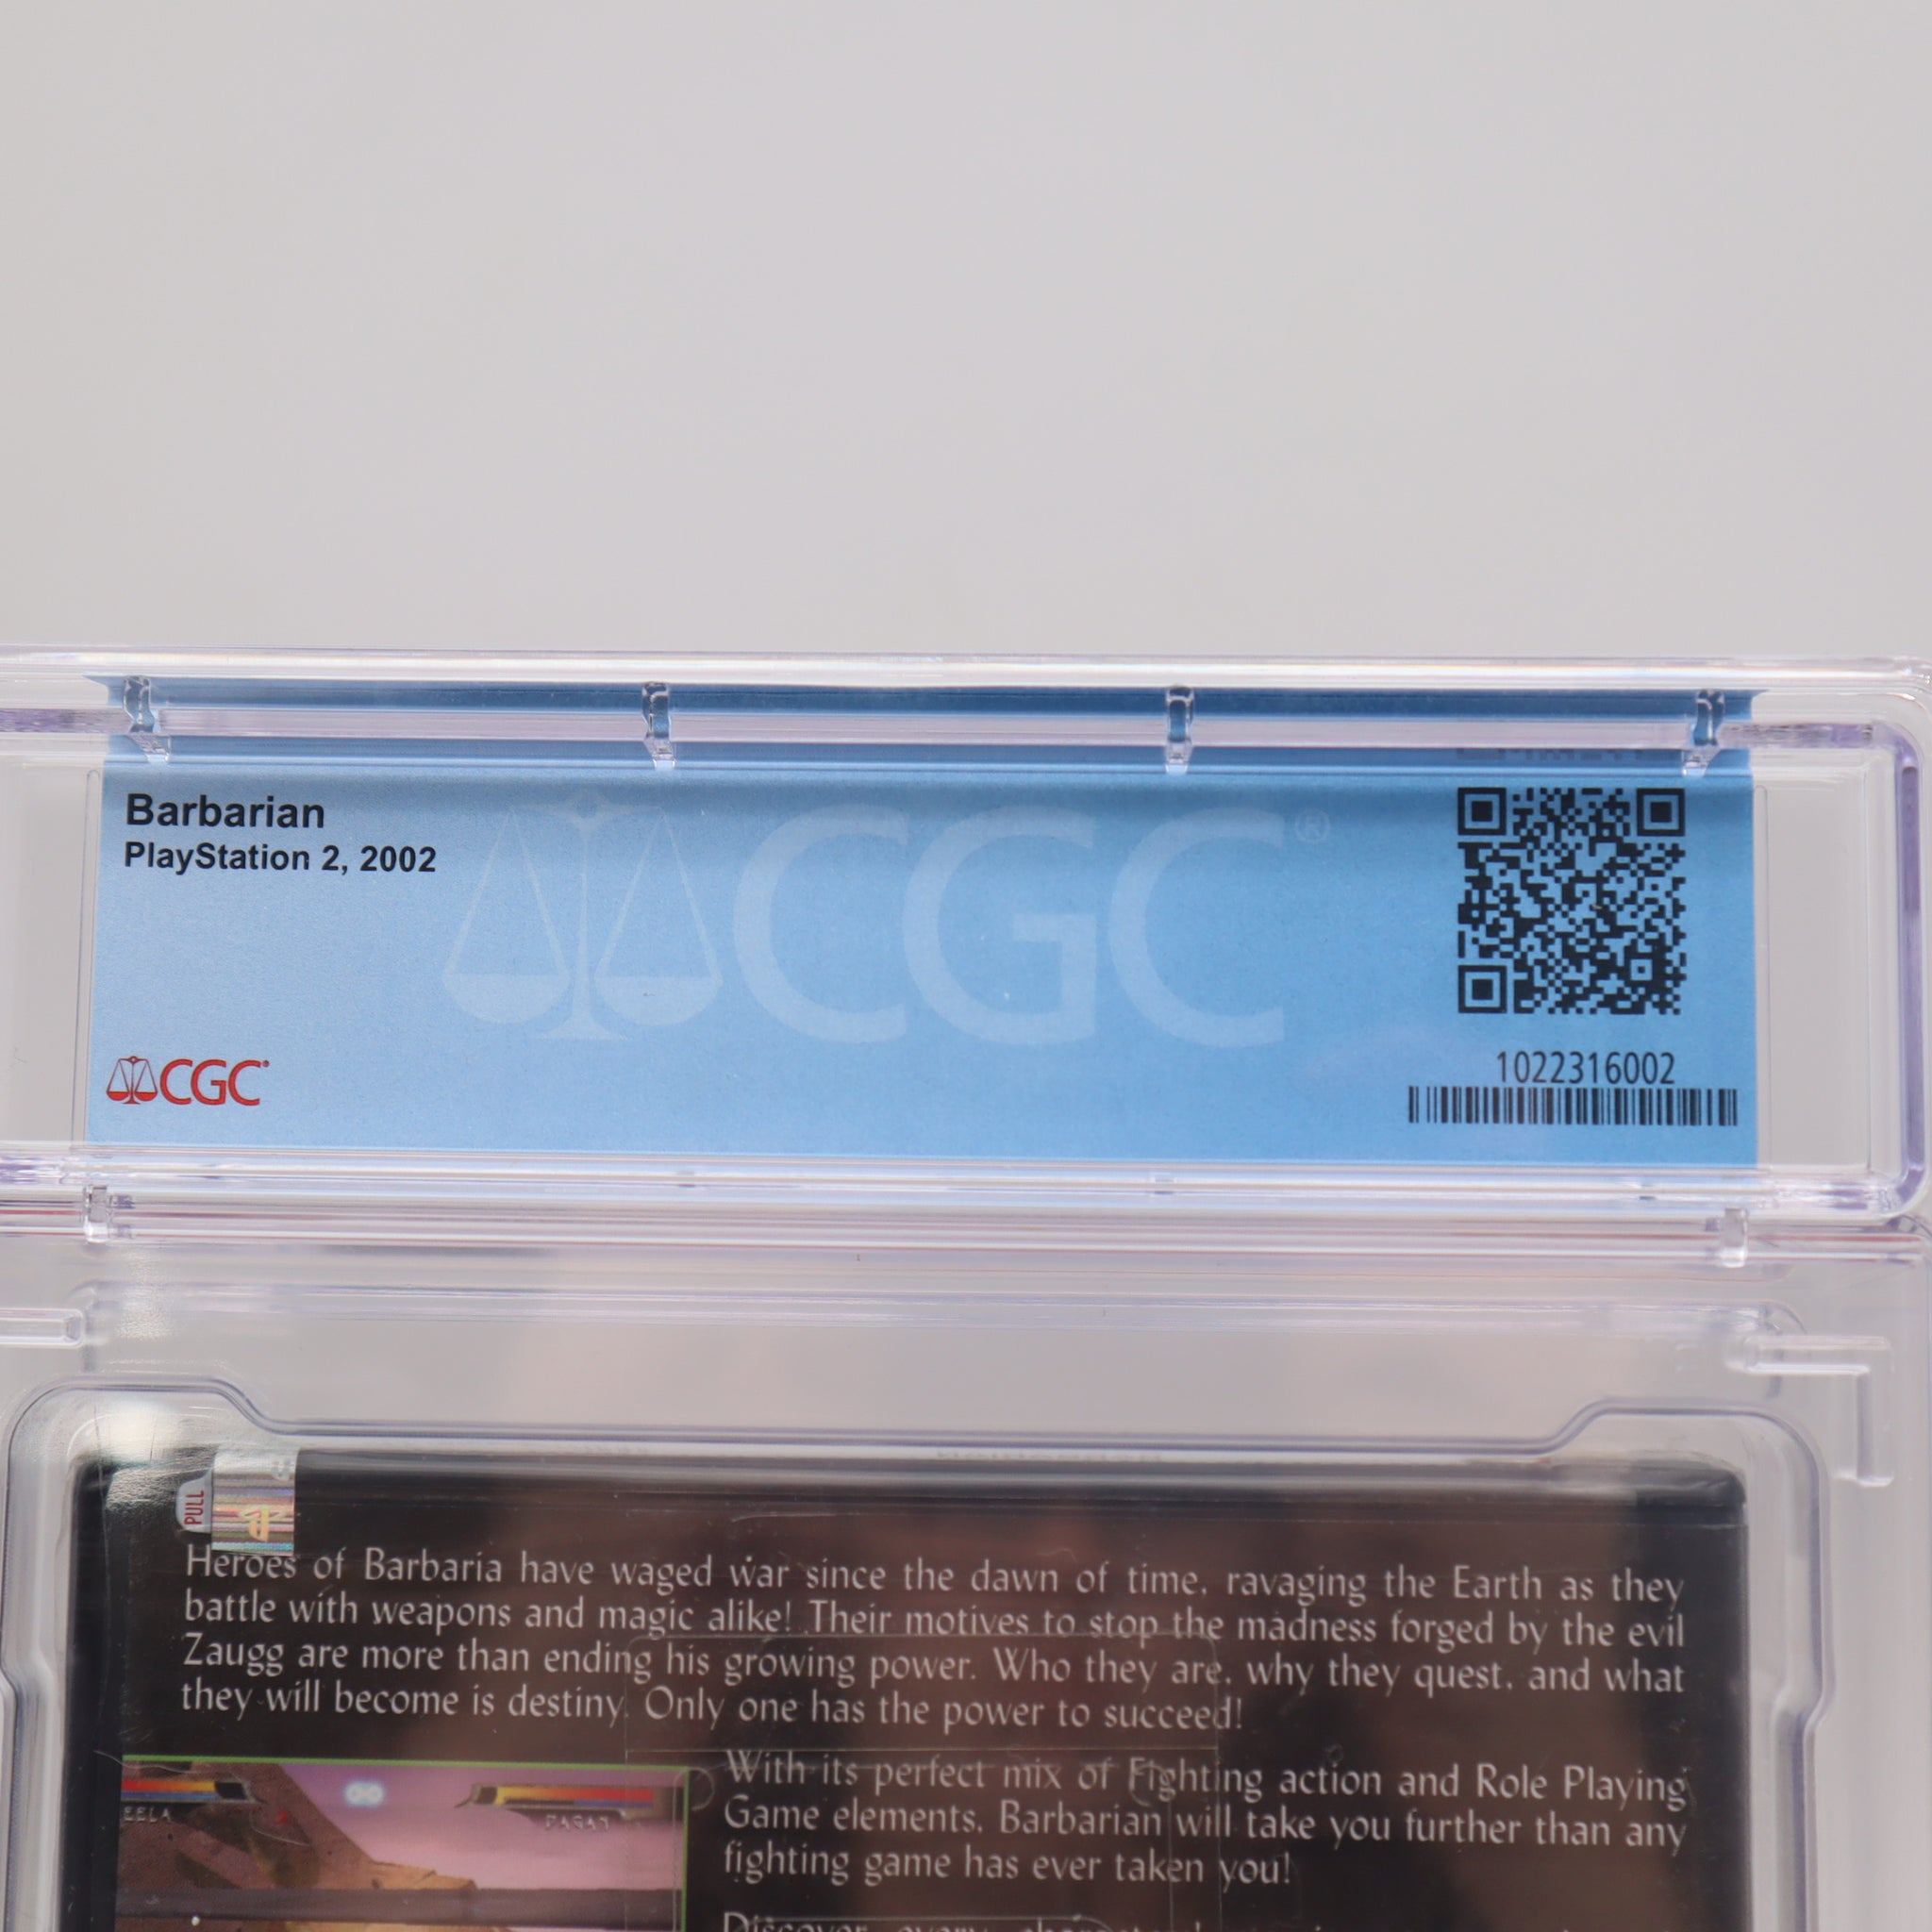 Barbarian
PlayStation 2, 2002
CGC®
CGC®
1022316002
PULL
Heroes of Barbaria have waged war since the dawn of time, ravaging the Earth as they
battle with weapons and magic alike! Their motives to stop the madness forged by the evil
Zaugg are more than ending his growing power. Who they are, why they quest, and what
they will become is destiny. Only one has the power to succeed!
With its perfect mix of Fighting action and Role Playing
Game elements, Barbarian will take you further than any
fighting game has ever taken you!
Discover every